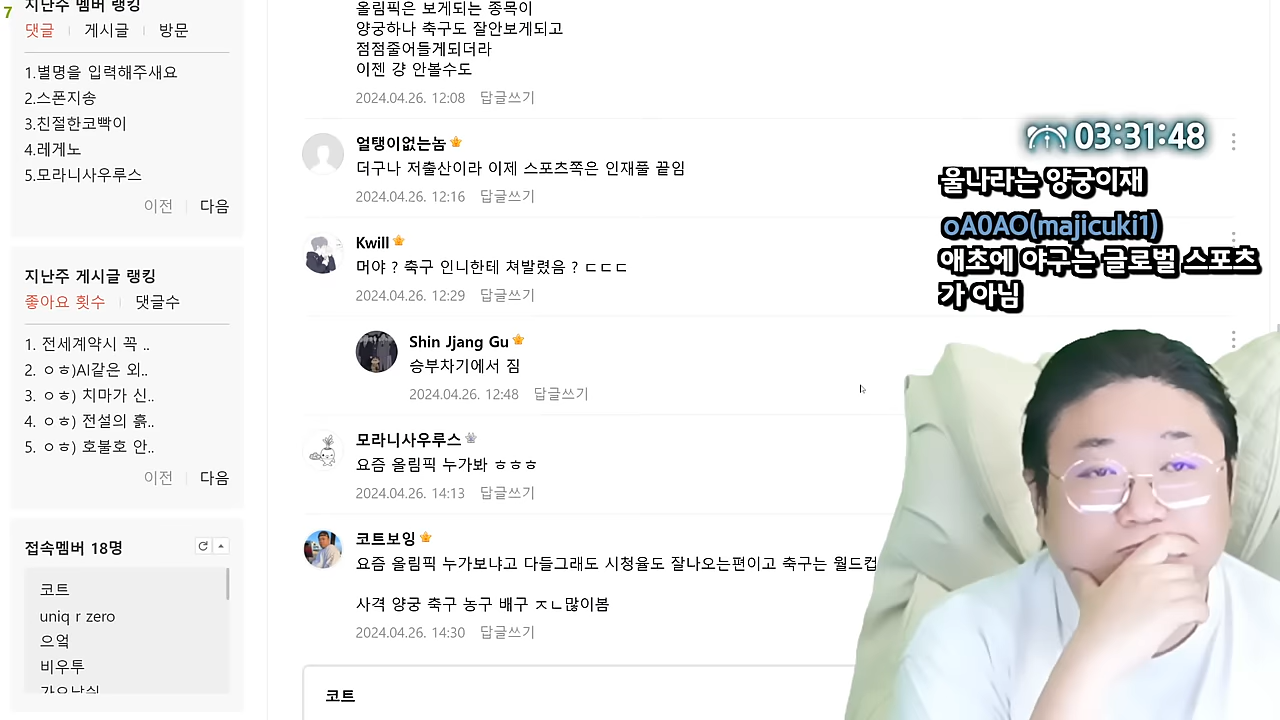 7
지난주 멤버 랭킹
댓글
게시글
방문
1.별명을 입력해주새요
2.스폰지송
3.친절한코빡이
4.레게노
5.모라니사우루스
이전
다음
지난주 게시글 랭킹
좋아요 횟수
댓글수
1. 전세계약시 꼭 ..
2. ㅇㅎ)AI같은 외..
3. ㅇㅎ) 치마가 신..
4. ㅇㅎ) 전설의 흙..
5. ㅇㅎ) 호불호 안..
이전
다음
접속멤버 18명
코트
uniq r zero
으엌
비우투
올림픽은 보게되는 종목이
양궁하나 축구도 잘안보게되고
점점줄어들게되더라
이젠 걍 안볼수도
2024.04.26. 12:08 답글쓰기
얼탱이없는놈
더구나 저출산이라 이제 스포츠쪽은 인재풀 끝임
2024.04.26. 12:16 답글쓰기
Kwill
머야 ? 축구 인니한테 쳐발렸음 ? ㄷㄷㄷ
2024.04.26. 12:29 답글쓰기
Shin Jjang Gu
승부차기에서 짐
2024.04.26. 12:48 답글쓰기
모라니사우루스
요즘 올림픽 누가봐 ㅎㅎㅎ
2024.04.26. 14:13 답글쓰기
코트보잉
요즘 올림픽 누가보냐고 다들그래도 시청율도 잘나오는편이고 축구는 월드컵
사격 양궁 축구 농구 배구 ㅈㄴ많이봄
2024.04.26. 14:30 답글쓰기
코트
03:31:48
울나라는 양궁이재
oA0AO(majicuki1)
애초에 야구는 글로벌 스포츠
가 아님